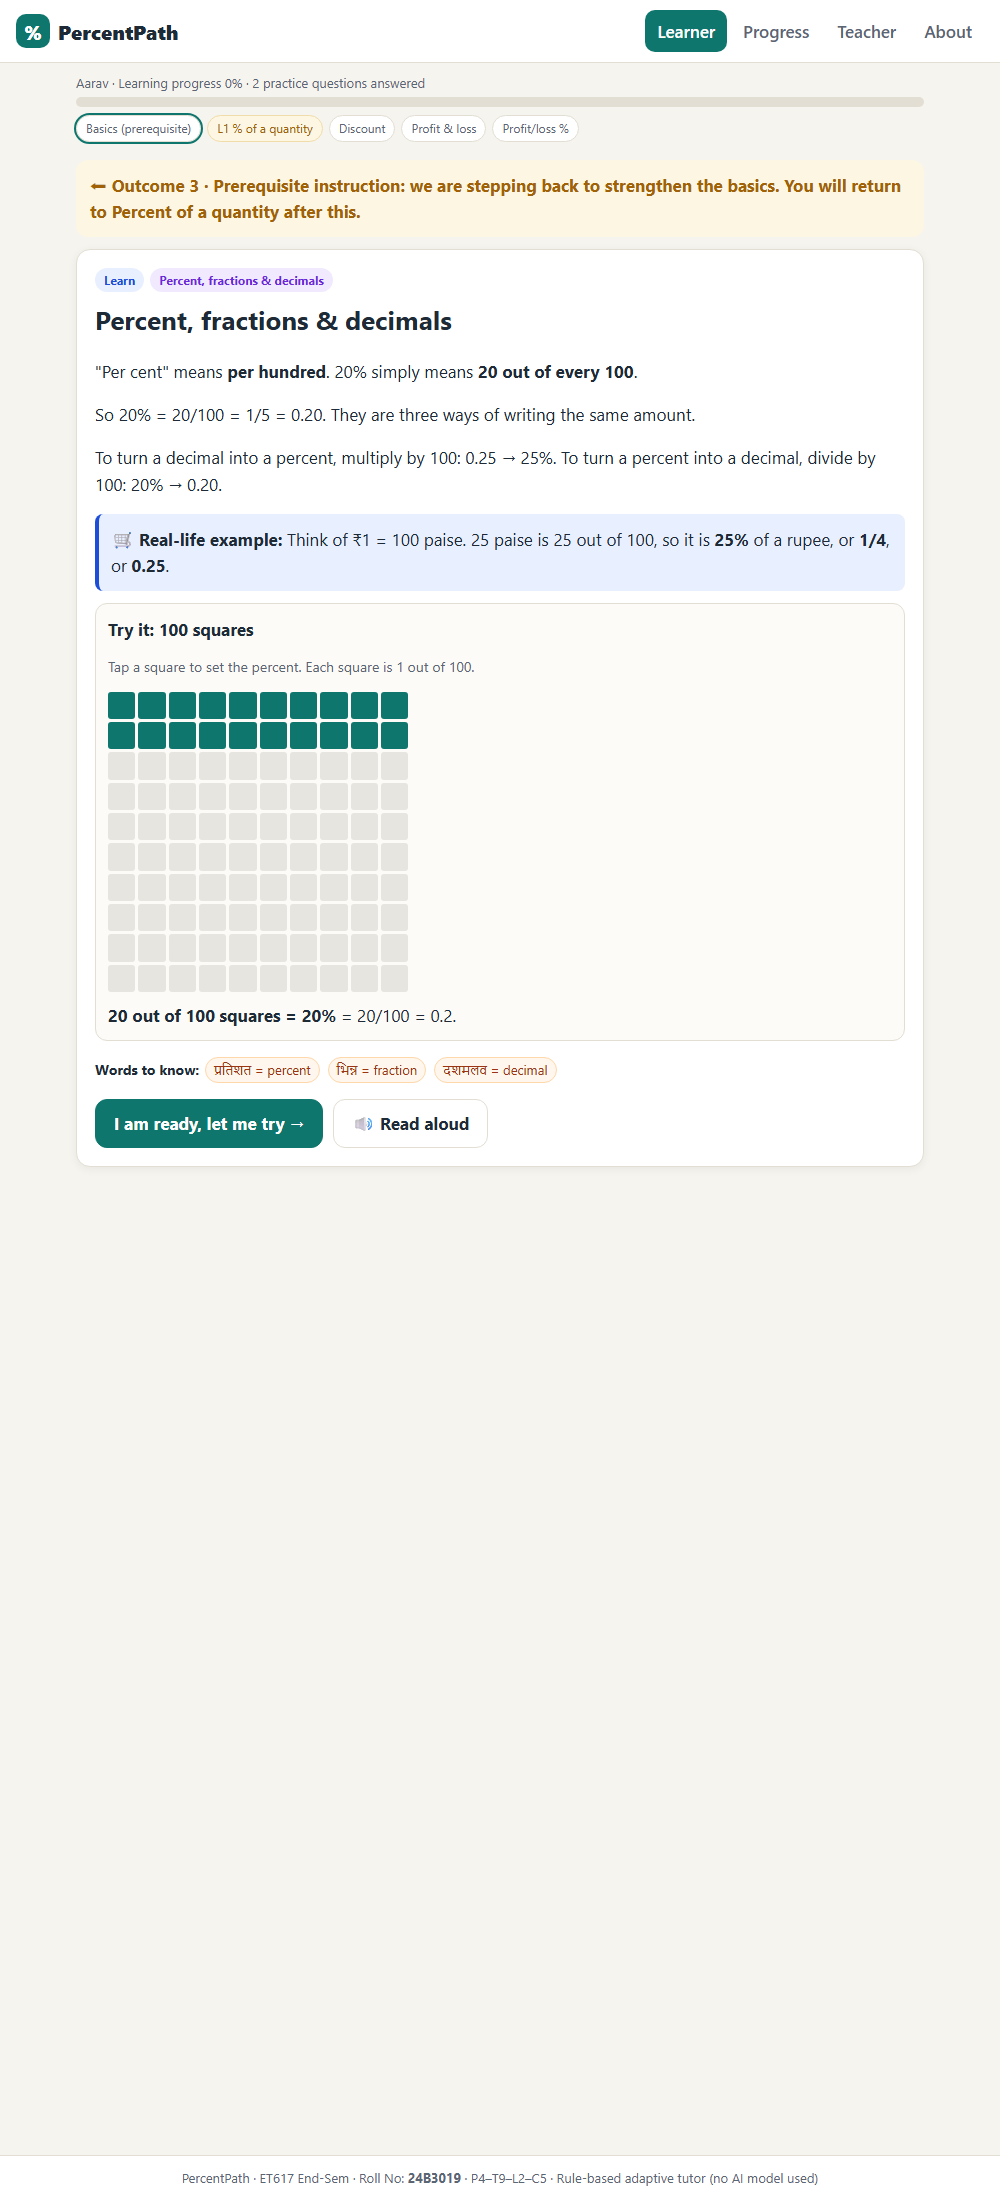 % PercentPath
Learner Progress Teacher About
Aarav · Learning progress 0% · 2 practice questions answered
Basics (prerequisite) L1 % of a quantity Discount Profit & loss Profit/loss %
← Outcome 3 · Prerequisite instruction: we are stepping back to strengthen the basics. You will return
to Percent of a quantity after this.
Learn Percent, fractions & decimals
Percent, fractions & decimals
"Per cent" means per hundred. 20% simply means 20 out of every 100.
So 20% = 20/100 = 1/5 = 0.20. They are three ways of writing the same amount.
To turn a decimal into a percent, multiply by 100: 0.25 → 25%. To turn a percent into a decimal, divide by
100: 20% → 0.20.
🛒 Real-life example: Think of ₹1 = 100 paise. 25 paise is 25 out of 100, so it is 25% of a rupee, or 1/4,
or 0.25.
Try it: 100 squares
Tap a square to set the percent. Each square is 1 out of 100.
20 out of 100 squares = 20% = 20/100 = 0.2.
Words to know: प्रतिशत = percent भिन्न = fraction दशमलव = decimal
I am ready, let me try → 🔊 Read aloud
PercentPath · ET617 End-Sem · Roll No: 24B3019 · P4–T9–L2–C5 · Rule-based adaptive tutor (no AI model used)